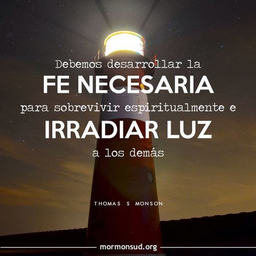 Debemos desarrollar la
FE NECESARIA
para sobrevivir espiritualmente e
IRRADIAR LUZ
a los demás
THOMAS S MONSON
mormonsud.org